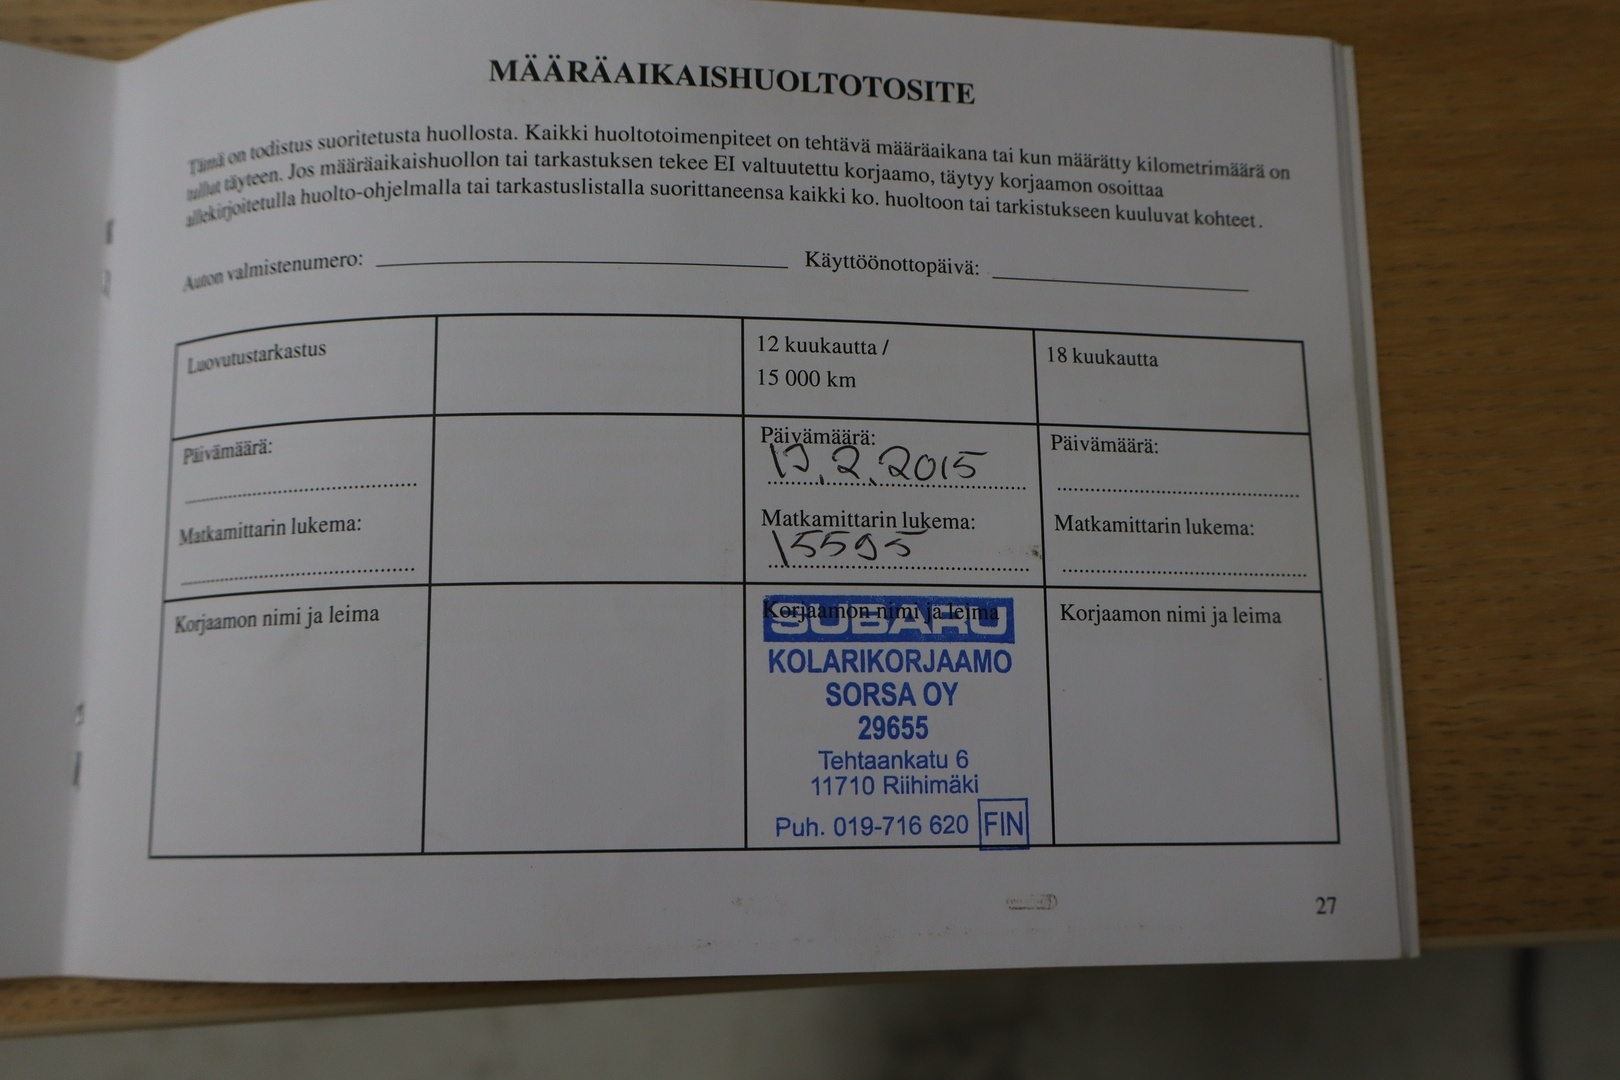 MÄÄRÄAIKAISHUOLTOTOSITE
Tämä on todistus suoritetusta huollosta. Kaikki huoltotoimenpiteet on tehtävä määräaikana tai kun määrätty kilometrimäärä on
tullut täyteen. Jos määräaikaishuollon tai tarkastuksen tekee EI valtuutettu korjaamo, täytyy korjaamon osoittaa
allekirjoitetulla huolto-ohjelmalla tai tarkastuslistalla suorittaneensa kaikki ko. huoltoon tai tarkistukseen kuuluvat kohteet.
Auton valmistenumero: Käyttöönottopäivä:
Luovutustarkastus
Päivämäärä:
Matkamittarin lukema:
Korjaamon nimi ja leima
12 kuukautta /
15 000 km
Päivämäärä:
.2.2015
Matkamittarin lukema:
15595
Korjaamon nimi ja leima
SUBARU
KOLARIKORJAAMO
SORSA OY
29655
Tehtaankatu 6
11710 Riihimäki
Puh. 019-716 620 FIN
18 kuukautta
Päivämäärä:
Matkamittarin lukema:
Korjaamon nimi ja leima
27